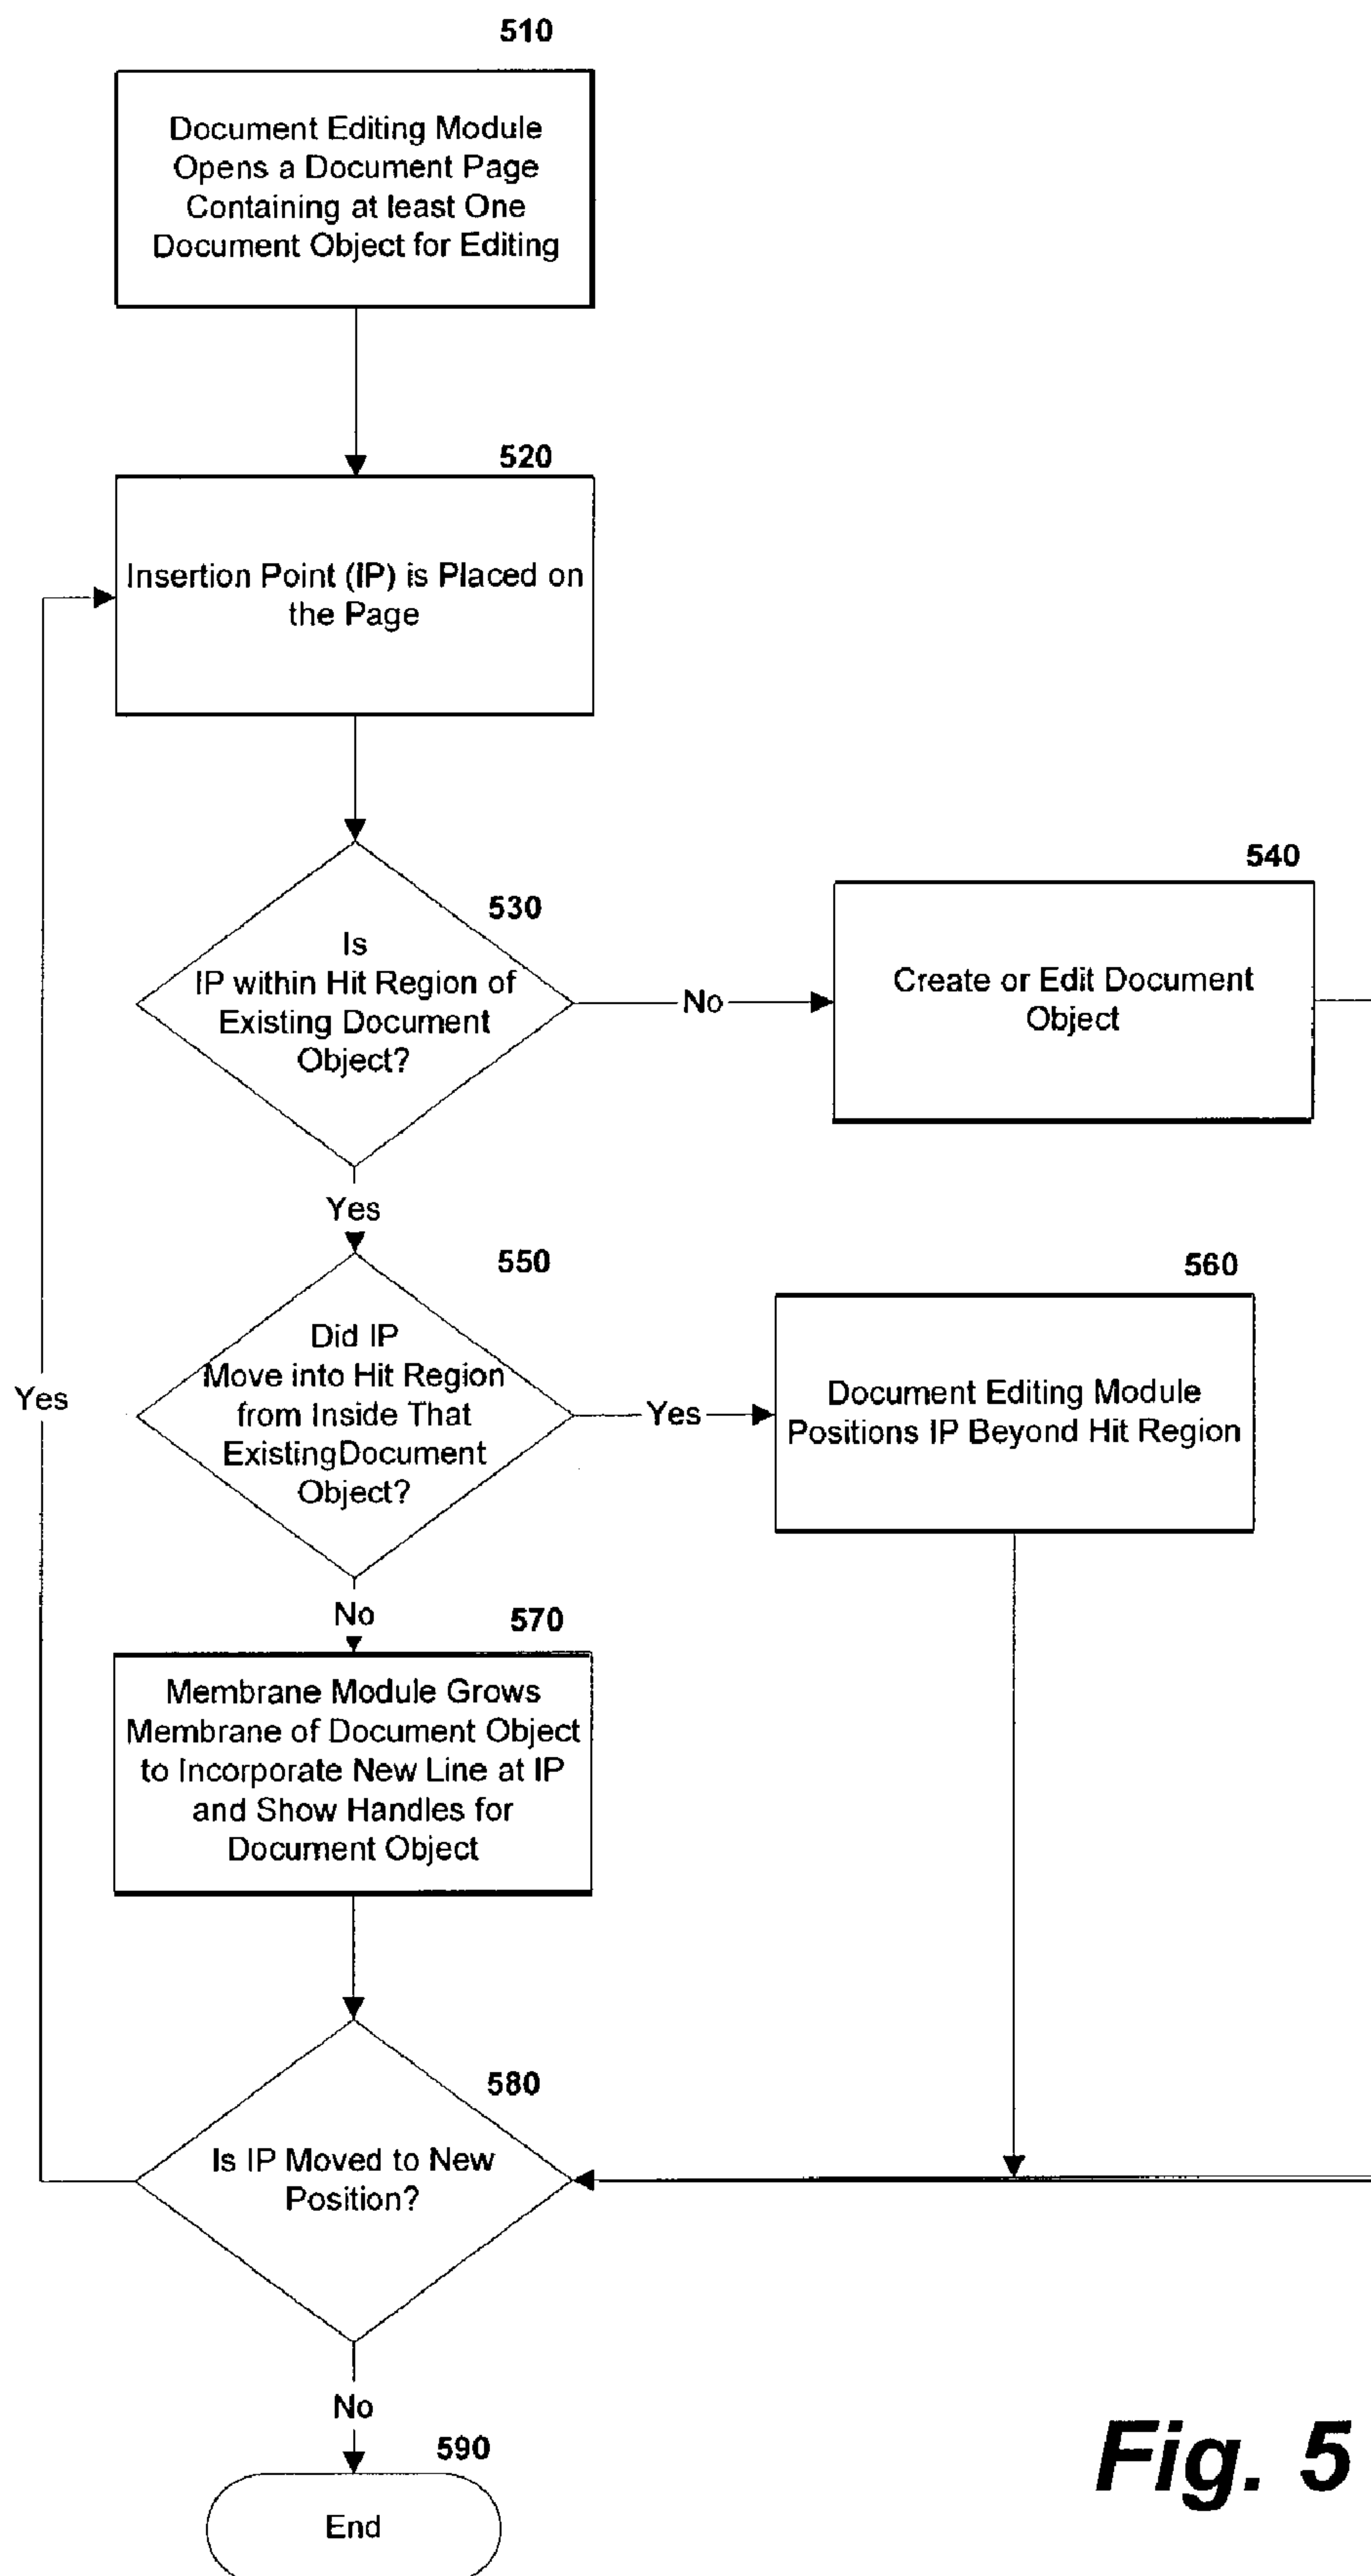 510
Document Editing Module
Opens a Document Page
Containing at least One
Document Object for Editing
520
Insertion Point (IP) is Placed on
the Page
530
Is
IP within Hit Region of
Existing Document
Object?
No
540
Create or Edit Document
Object
Yes
550
Did IP
Move into Hit Region
from Inside That
ExistingDocument
Object?
Yes
560
Document Editing Module
Positions IP Beyond Hit Region
Yes
No
570
Membrane Module Grows
Membrane of Document Object
to Incorporate New Line at IP
and Show Handles for
Document Object
580
Is IP Moved to New
Position?
No
590
End
Fig. 5